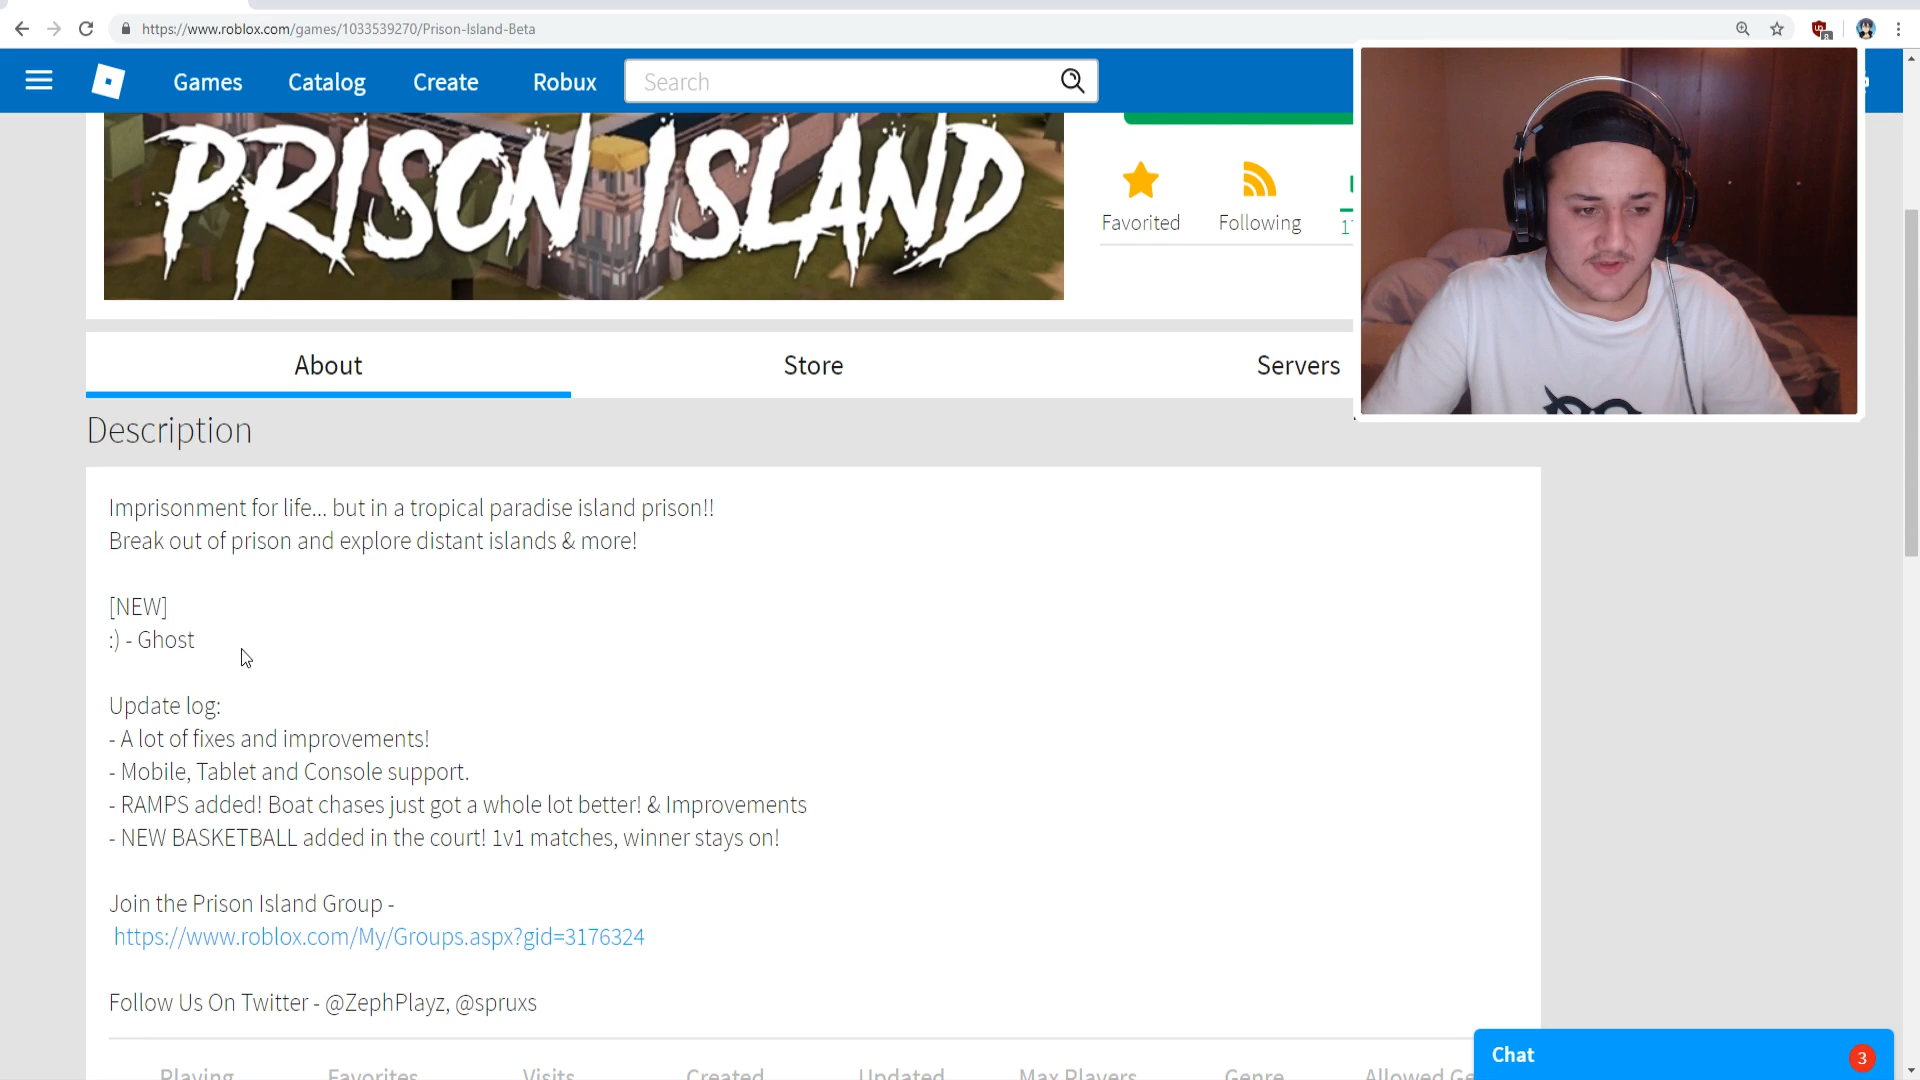 https://www.roblox.com/games/1033539270/Prison-Island-Beta
Games Catalog Create Robux Search
PRISON ISLAND
Favorited Following
About Store Servers
Description
Imprisonment for life... but in a tropical paradise island prison!!
Break out of prison and explore distant islands & more!
[NEW]
:) - Ghost
Update log:
- A lot of fixes and improvements!
- Mobile, Tablet and Console support.
- RAMPS added! Boat chases just got a whole lot better! & Improvements
- NEW BASKETBALL added in the court! 1v1 matches, winner stays on!
Join the Prison Island Group -
https://www.roblox.com/My/Groups.aspx?gid=3176324
Follow Us On Twitter - @ZephPlayz, @spruxs
Chat 3
Playing Favorites Visits Created Updated Max Players Genre Allowed Ge